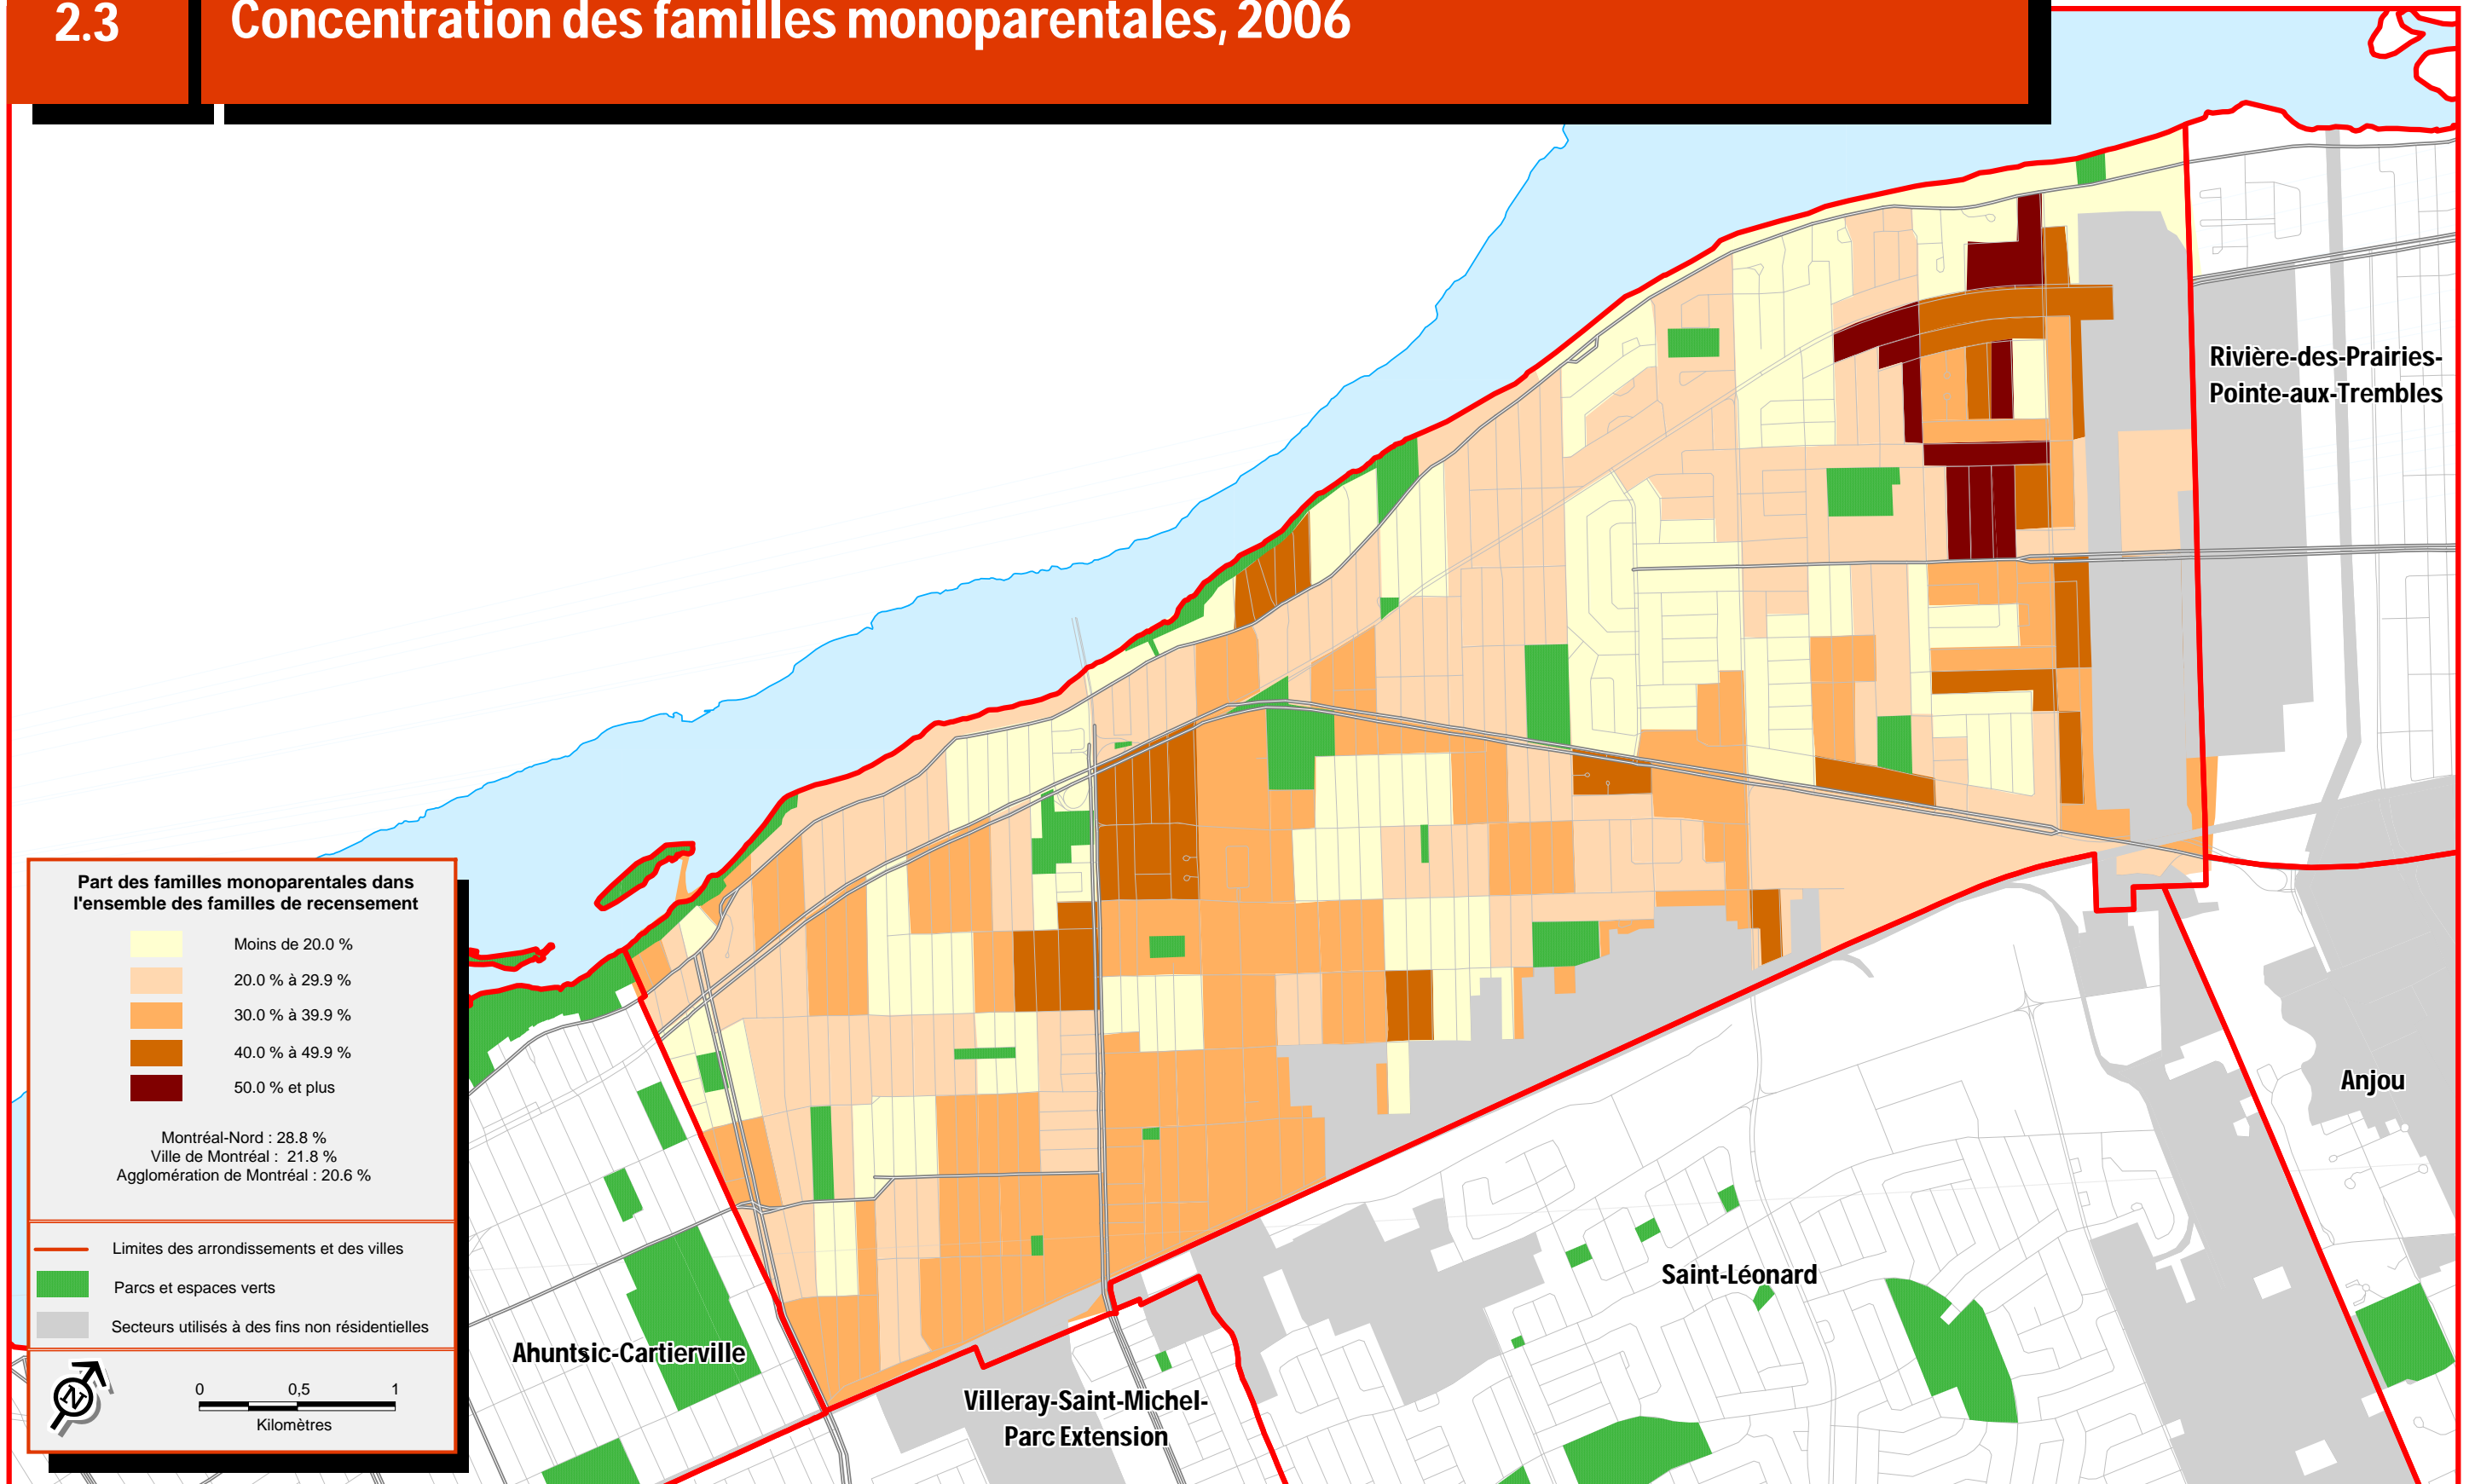 2.3
Concentration des familles monoparentales, 2006
Rivière-des-Prairies-
Pointe-aux-Trembles
Part des familles monoparentales dans
l'ensemble des familles de recensement
Moins de 20.0 %
20.0 % à 29.9 %
30.0 % à 39.9 %
40.0 % à 49.9 %
50.0 % et plus
Montréal-Nord : 28.8 %
Ville de Montréal : 21.8 %
Agglomération de Montréal : 20.6 %
Limites des arrondissements et des villes
Parcs et espaces verts
Secteurs utilisés à des fins non résidentielles
N
0 0,5 1
Kilomètres
Anjou
Saint-Léonard
Ahuntsic-Cartierville
Villeray-Saint-Michel-
Parc Extension